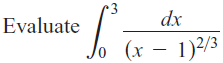 Evaluate ∫₀³ dx / (x − 1)^{2/3}